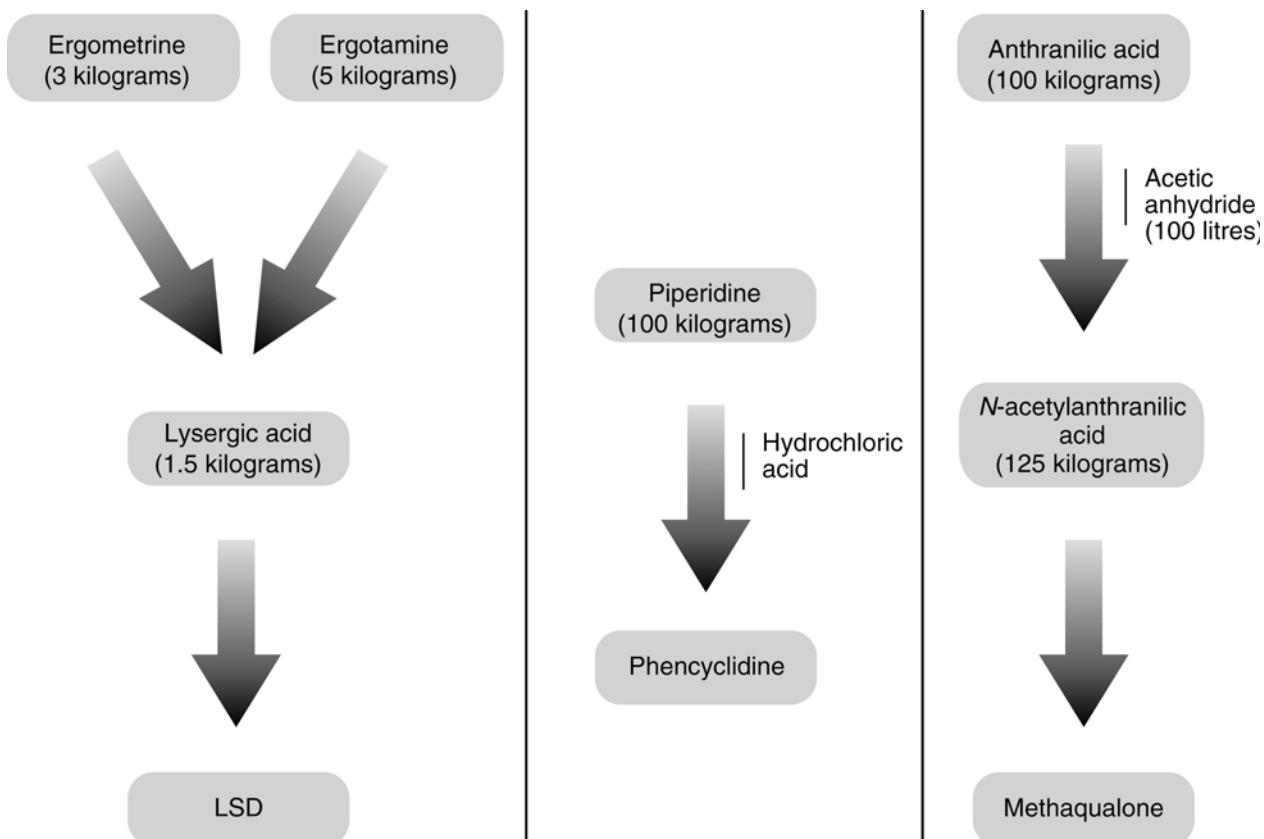 Ergometrine
(3 kilograms)
Ergotamine
(5 kilograms)
Lysergic acid
(1.5 kilograms)
LSD
Piperidine
(100 kilograms)
Hydrochloric
acid
Phencyclidine
Anthranilic acid
(100 kilograms)
Acetic
anhydride
(100 litres)
N-acetylanthranilic
acid
(125 kilograms)
Methaqualone